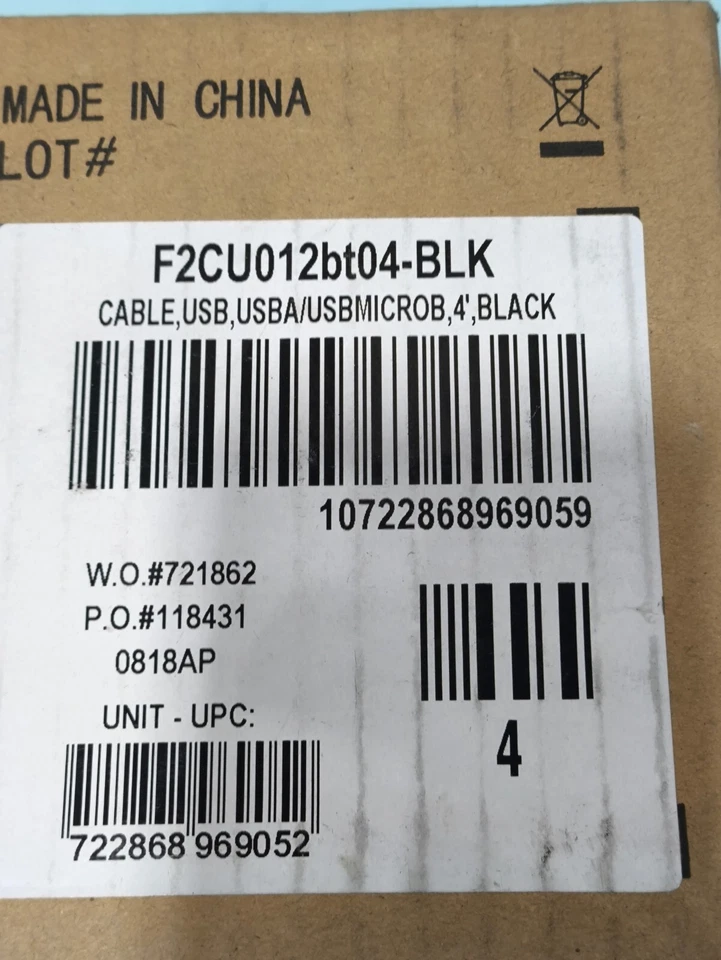 MADE IN CHINA
LOT#
F2CU012bt04-BLK
CABLE,USB,USBA/USBMICROB,4',BLACK
10722868969059
W.O.#721862
P.O.#118431
0818AP
UNIT - UPC:
4
722868 969052